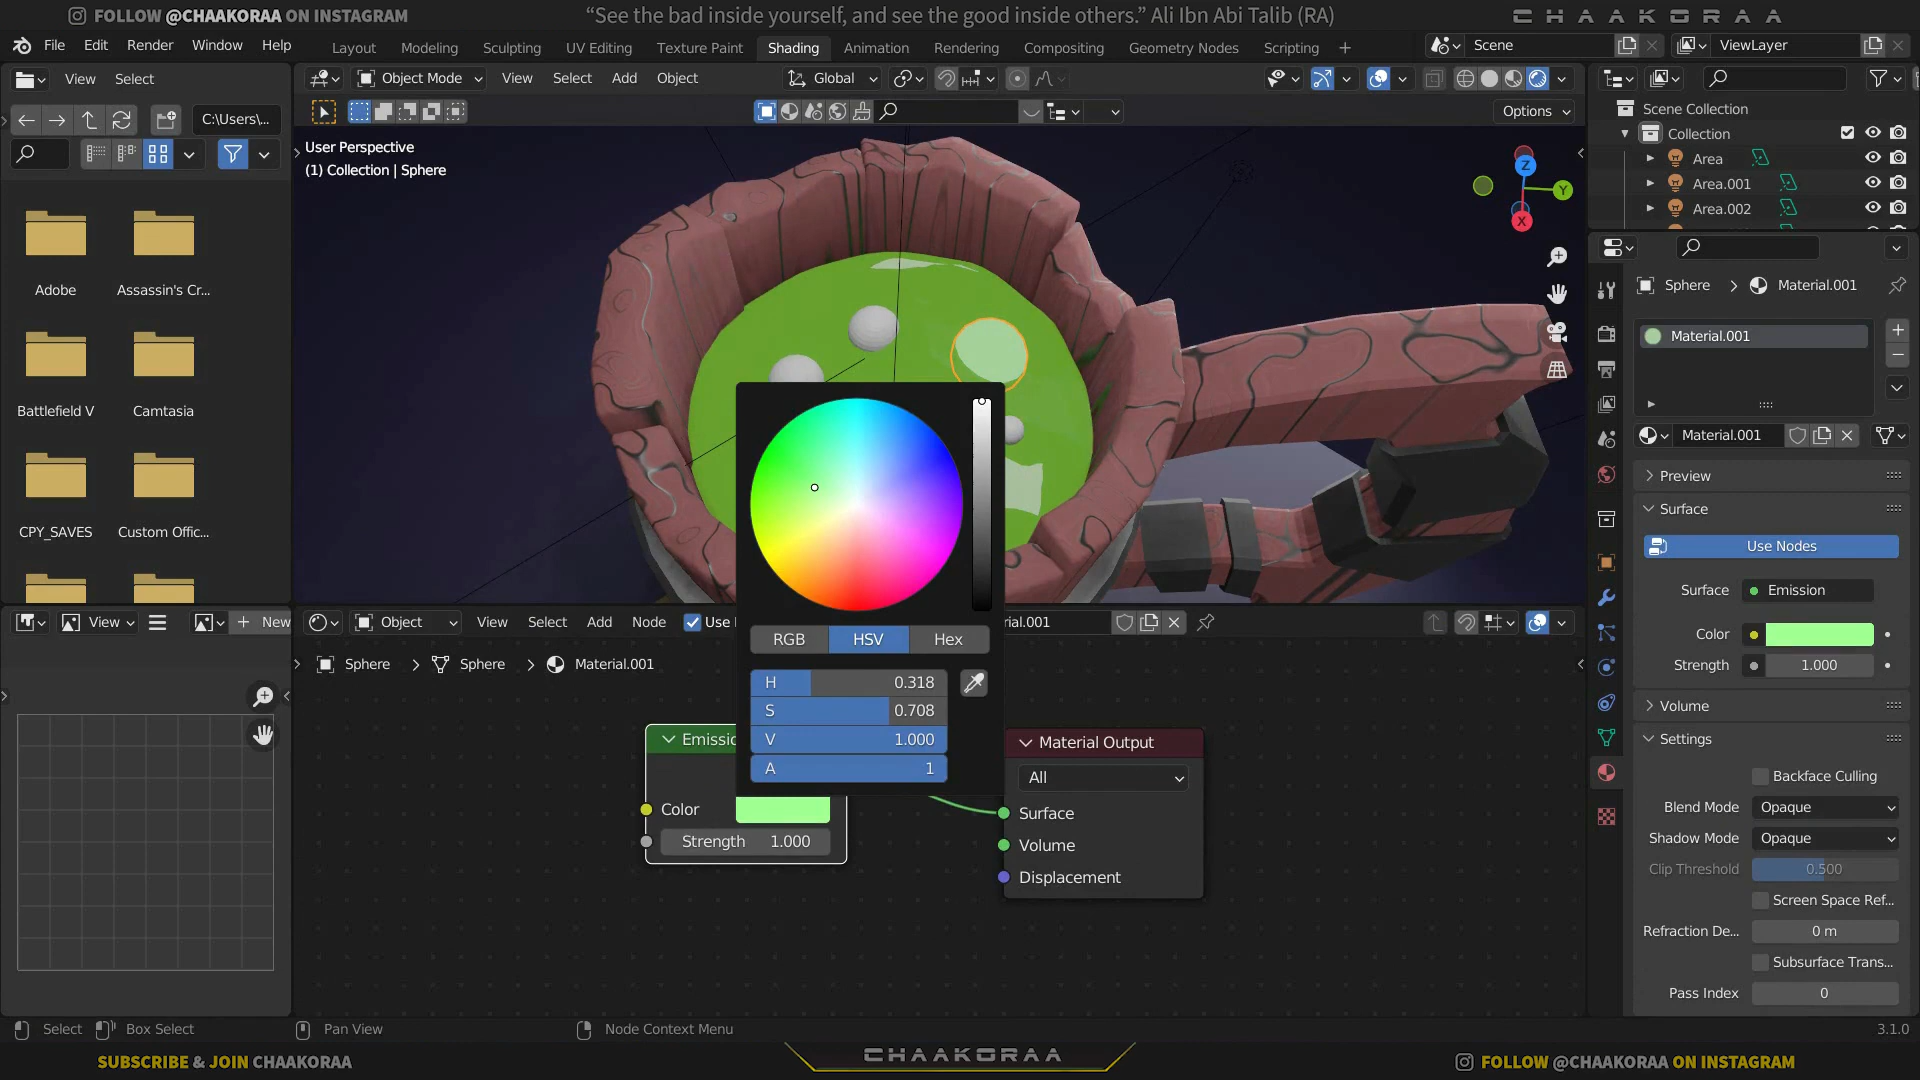 FOLLOW @CHAAKORAA ON INSTAGRAM
“See the bad inside yourself, and see the good inside others.” Ali Ibn Abi Talib (RA)
CHAAKORAA
File Edit Render Window Help
Layout Modeling Sculpting UV Editing Texture Paint Shading Animation Rendering Compositing Geometry Nodes Scripting +
Scene
ViewLayer
View Select
Object Mode View Select Add Object
Global
C:\Users\...
Options
User Perspective
(1) Collection | Sphere
Z
Y
X
Scene Collection
Collection
Area
Area.001
Area.002
Adobe
Assassin's Cr...
Battlefield V
Camtasia
CPY_SAVES
Custom Offic...
Sphere > Material.001
Material.001
Material.001
Preview
Surface
Use Nodes
Surface Emission
Color
Strength 1.000
Volume
Settings
Backface Culling
Blend Mode Opaque
Shadow Mode Opaque
Clip Threshold 0.500
Screen Space Ref...
Refraction De... 0 m
Subsurface Trans...
Pass Index 0
View
+ New
Object View Select Add Node Use
ial.001
Sphere > Sphere > Material.001
RGB HSV Hex
H 0.318
S 0.708
V 1.000
A 1
Emissic
Color
Strength 1.000
Material Output
All
Surface
Volume
Displacement
Select Box Select Pan View Node Context Menu
3.1.0
SUBSCRIBE & JOIN CHAAKORAA
CHAAKORAA
FOLLOW @CHAAKORAA ON INSTAGRAM